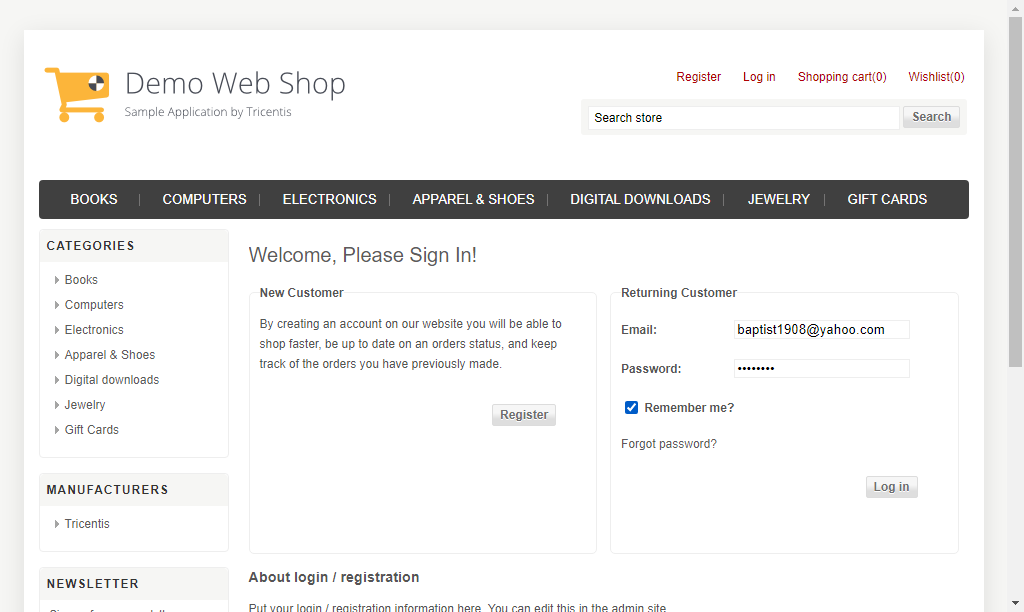 Demo Web Shop
Sample Application by Tricentis
Register Log in Shopping cart(0) Wishlist(0)
Search store Search
BOOKS COMPUTERS ELECTRONICS APPAREL & SHOES DIGITAL DOWNLOADS JEWELRY GIFT CARDS
CATEGORIES
Books
Computers
Electronics
Apparel & Shoes
Digital downloads
Jewelry
Gift Cards
MANUFACTURERS
Tricentis
NEWSLETTER
Welcome, Please Sign In!
New Customer
By creating an account on our website you will be able to
shop faster, be up to date on an orders status, and keep
track of the orders you have previously made.
Register
Returning Customer
Email: baptist1908@yahoo.com
Password: ••••••••
Remember me?
Forgot password?
Log in
About login / registration
Put your login / registration information here. You can edit this in the admin site